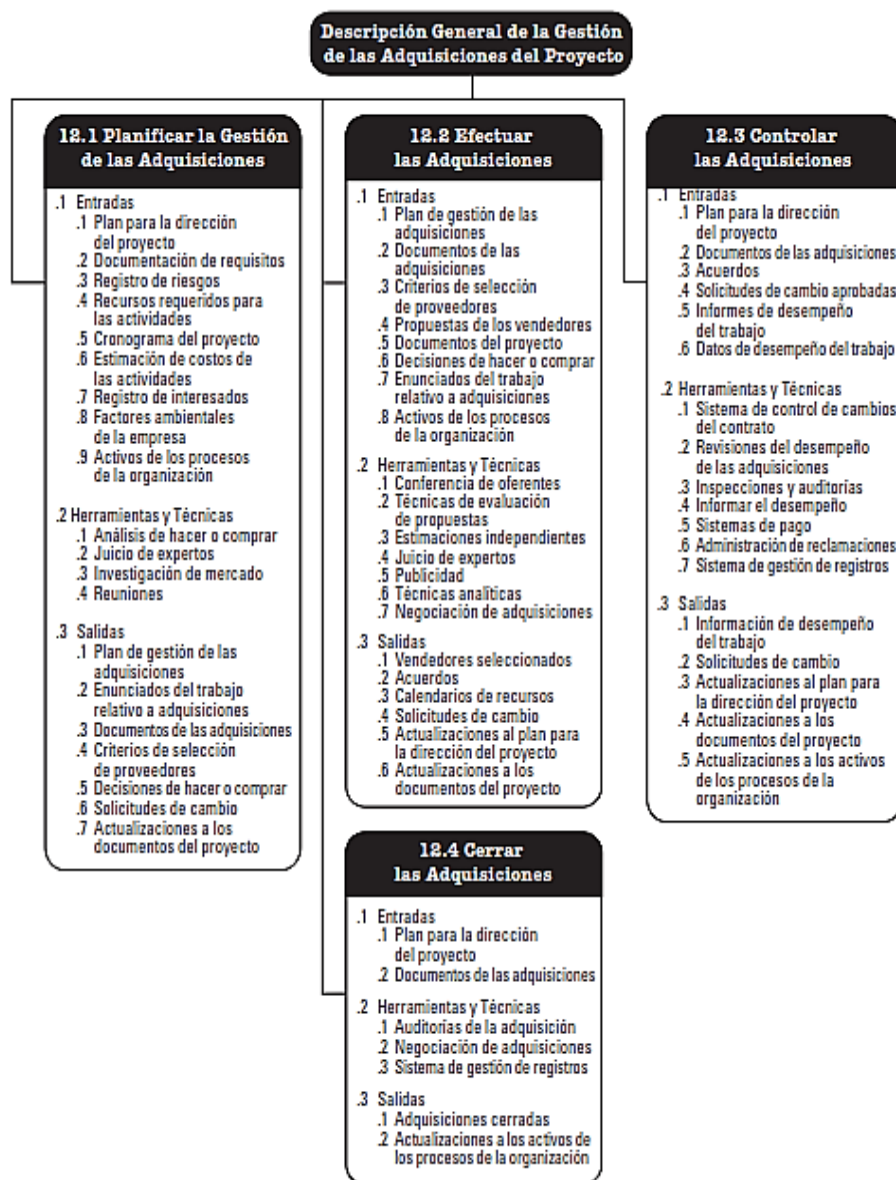 Descripción General de la Gestión
de las Adquisiciones del Proyecto
12.1 Planificar la Gestión
de las Adquisiciones
.1 Entradas
.1 Plan para la dirección
del proyecto
.2 Documentación de requisitos
.3 Registro de riesgos
.4 Recursos requeridos para
las actividades
.5 Cronograma del proyecto
.6 Estimación de costos de
las actividades
.7 Registro de interesados
.8 Factores ambientales
de la empresa
.9 Activos de los procesos
de la organización
.2 Herramientas y Técnicas
.1 Análisis de hacer o comprar
.2 Juicio de expertos
.3 Investigación de mercado
.4 Reuniones
.3 Salidas
.1 Plan de gestión de las
adquisiciones
.2 Enunciados del trabajo
relativo a adquisiciones
.3 Documentos de las adquisiciones
.4 Criterios de selección
de proveedores
.5 Decisiones de hacer o comprar
.6 Solicitudes de cambio
.7 Actualizaciones a los
documentos del proyecto
12.2 Efectuar
las Adquisiciones
.1 Entradas
.1 Plan de gestión de las
adquisiciones
.2 Documentos de las
adquisiciones
.3 Criterios de selección
de proveedores
.4 Propuestas de los vendedores
.5 Documentos del proyecto
.6 Decisiones de hacer o comprar
.7 Enunciados del trabajo
relativo a adquisiciones
.8 Activos de los procesos
de la organización
.2 Herramientas y Técnicas
.1 Conferencia de oferentes
.2 Técnicas de evaluación
de propuestas
.3 Estimaciones independientes
.4 Juicio de expertos
.5 Publicidad
.6 Técnicas analíticas
.7 Negociación de adquisiciones
.3 Salidas
.1 Vendedores seleccionados
.2 Acuerdos
.3 Calendarios de recursos
.4 Solicitudes de cambio
.5 Actualizaciones al plan para
la dirección del proyecto
.6 Actualizaciones a los
documentos del proyecto
12.3 Controlar
las Adquisiciones
.1 Entradas
.1 Plan para la dirección
del proyecto
.2 Documentos de las adquisiciones
.3 Acuerdos
.4 Solicitudes de cambio aprobadas
.5 Informes de desempeño
del trabajo
.6 Datos de desempeño del trabajo
.2 Herramientas y Técnicas
.1 Sistema de control de cambios
del contrato
.2 Revisiones del desempeño
de las adquisiciones
.3 Inspecciones y auditorías
.4 Informar el desempeño
.5 Sistemas de pago
.6 Administración de reclamaciones
.7 Sistema de gestión de registros
.3 Salidas
.1 Información de desempeño
del trabajo
.2 Solicitudes de cambio
.3 Actualizaciones al plan para
la dirección del proyecto
.4 Actualizaciones a los
documentos del proyecto
.5 Actualizaciones a los activos
de los procesos de la
organización
12.4 Cerrar
las Adquisiciones
.1 Entradas
.1 Plan para la dirección
del proyecto
.2 Documentos de las adquisiciones
.2 Herramientas y Técnicas
.1 Auditorías de la adquisición
.2 Negociación de adquisiciones
.3 Sistema de gestión de registros
.3 Salidas
.1 Adquisiciones cerradas
.2 Actualizaciones a los activos de
los procesos de la organización